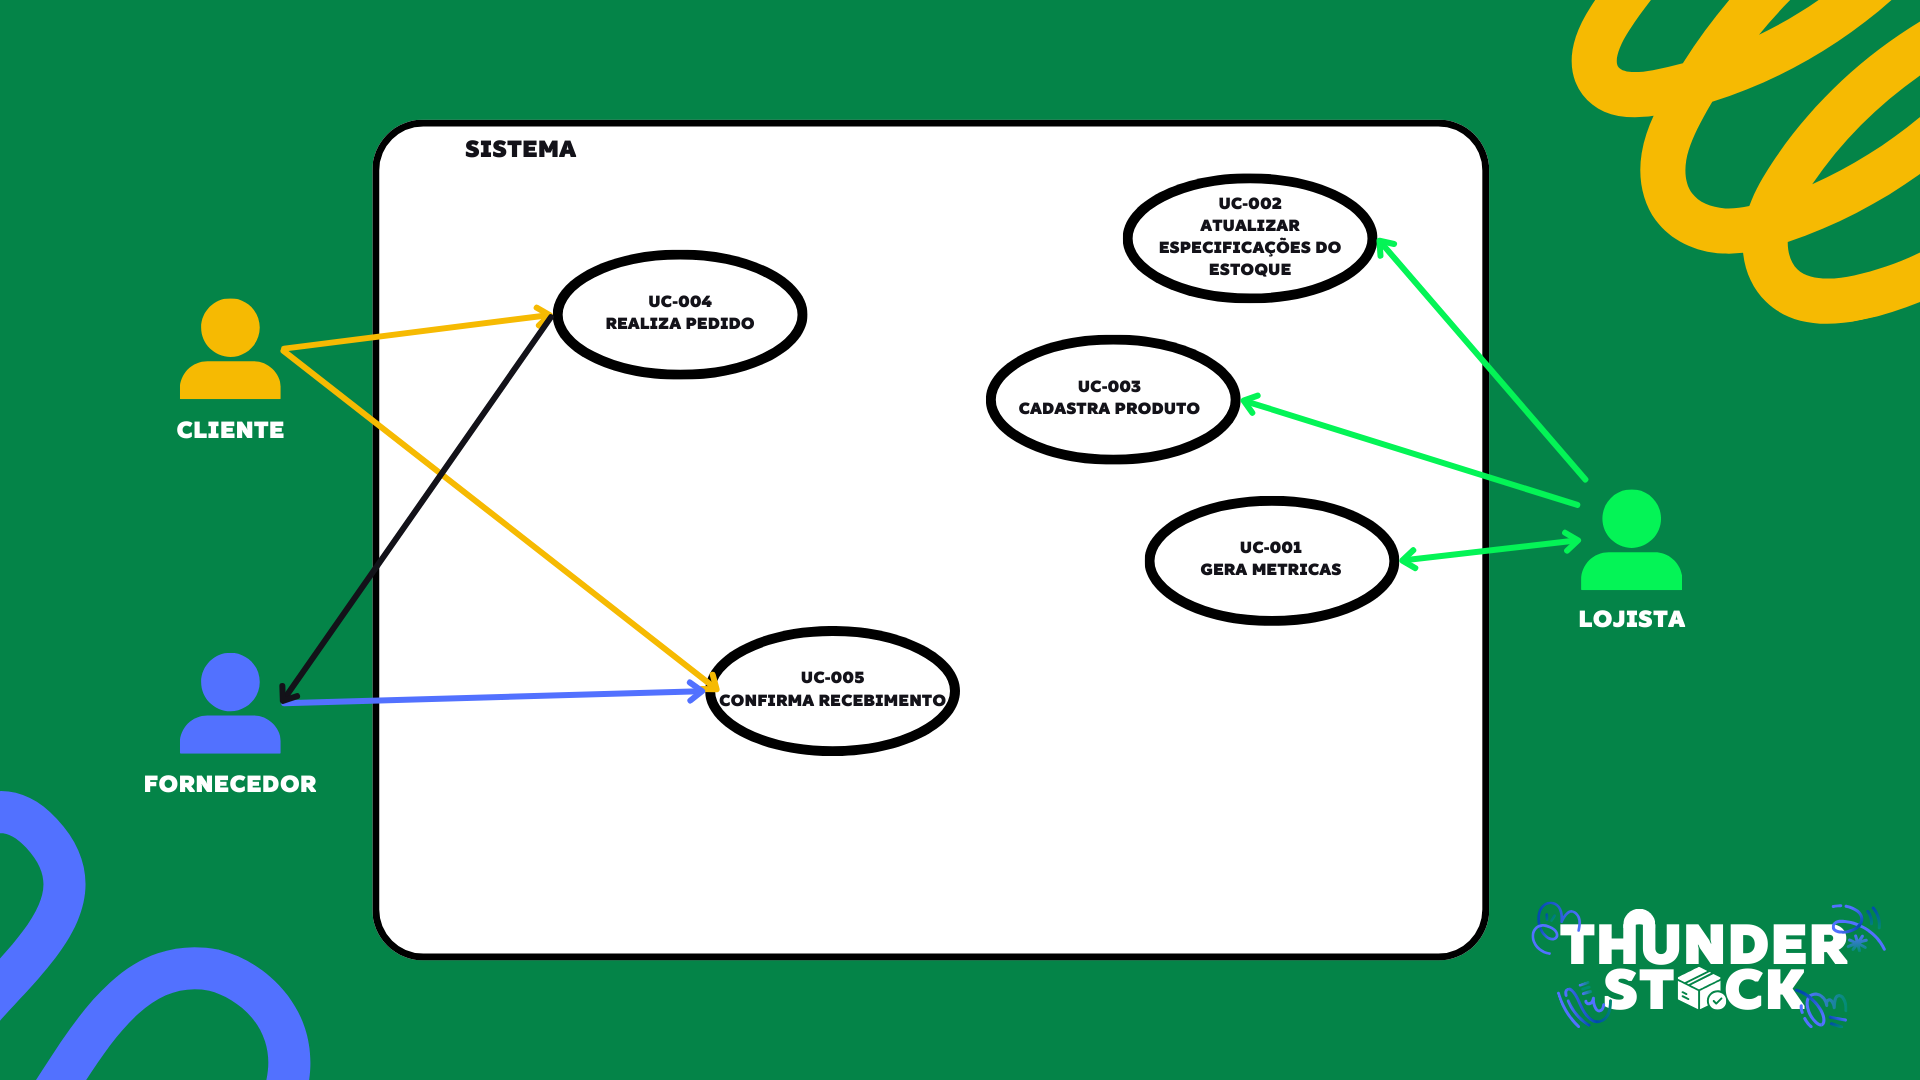 SISTEMA
UC-002
ATUALIZAR
ESPECIFICAÇÕES DO
ESTOQUE
UC-004
REALIZA PEDIDO
UC-003
CADASTRA PRODUTO
CLIENTE
UC-001
GERA METRICAS
LOJISTA
UC-005
CONFIRMA RECEBIMENTO
FORNECEDOR
THUNDER
STOCK